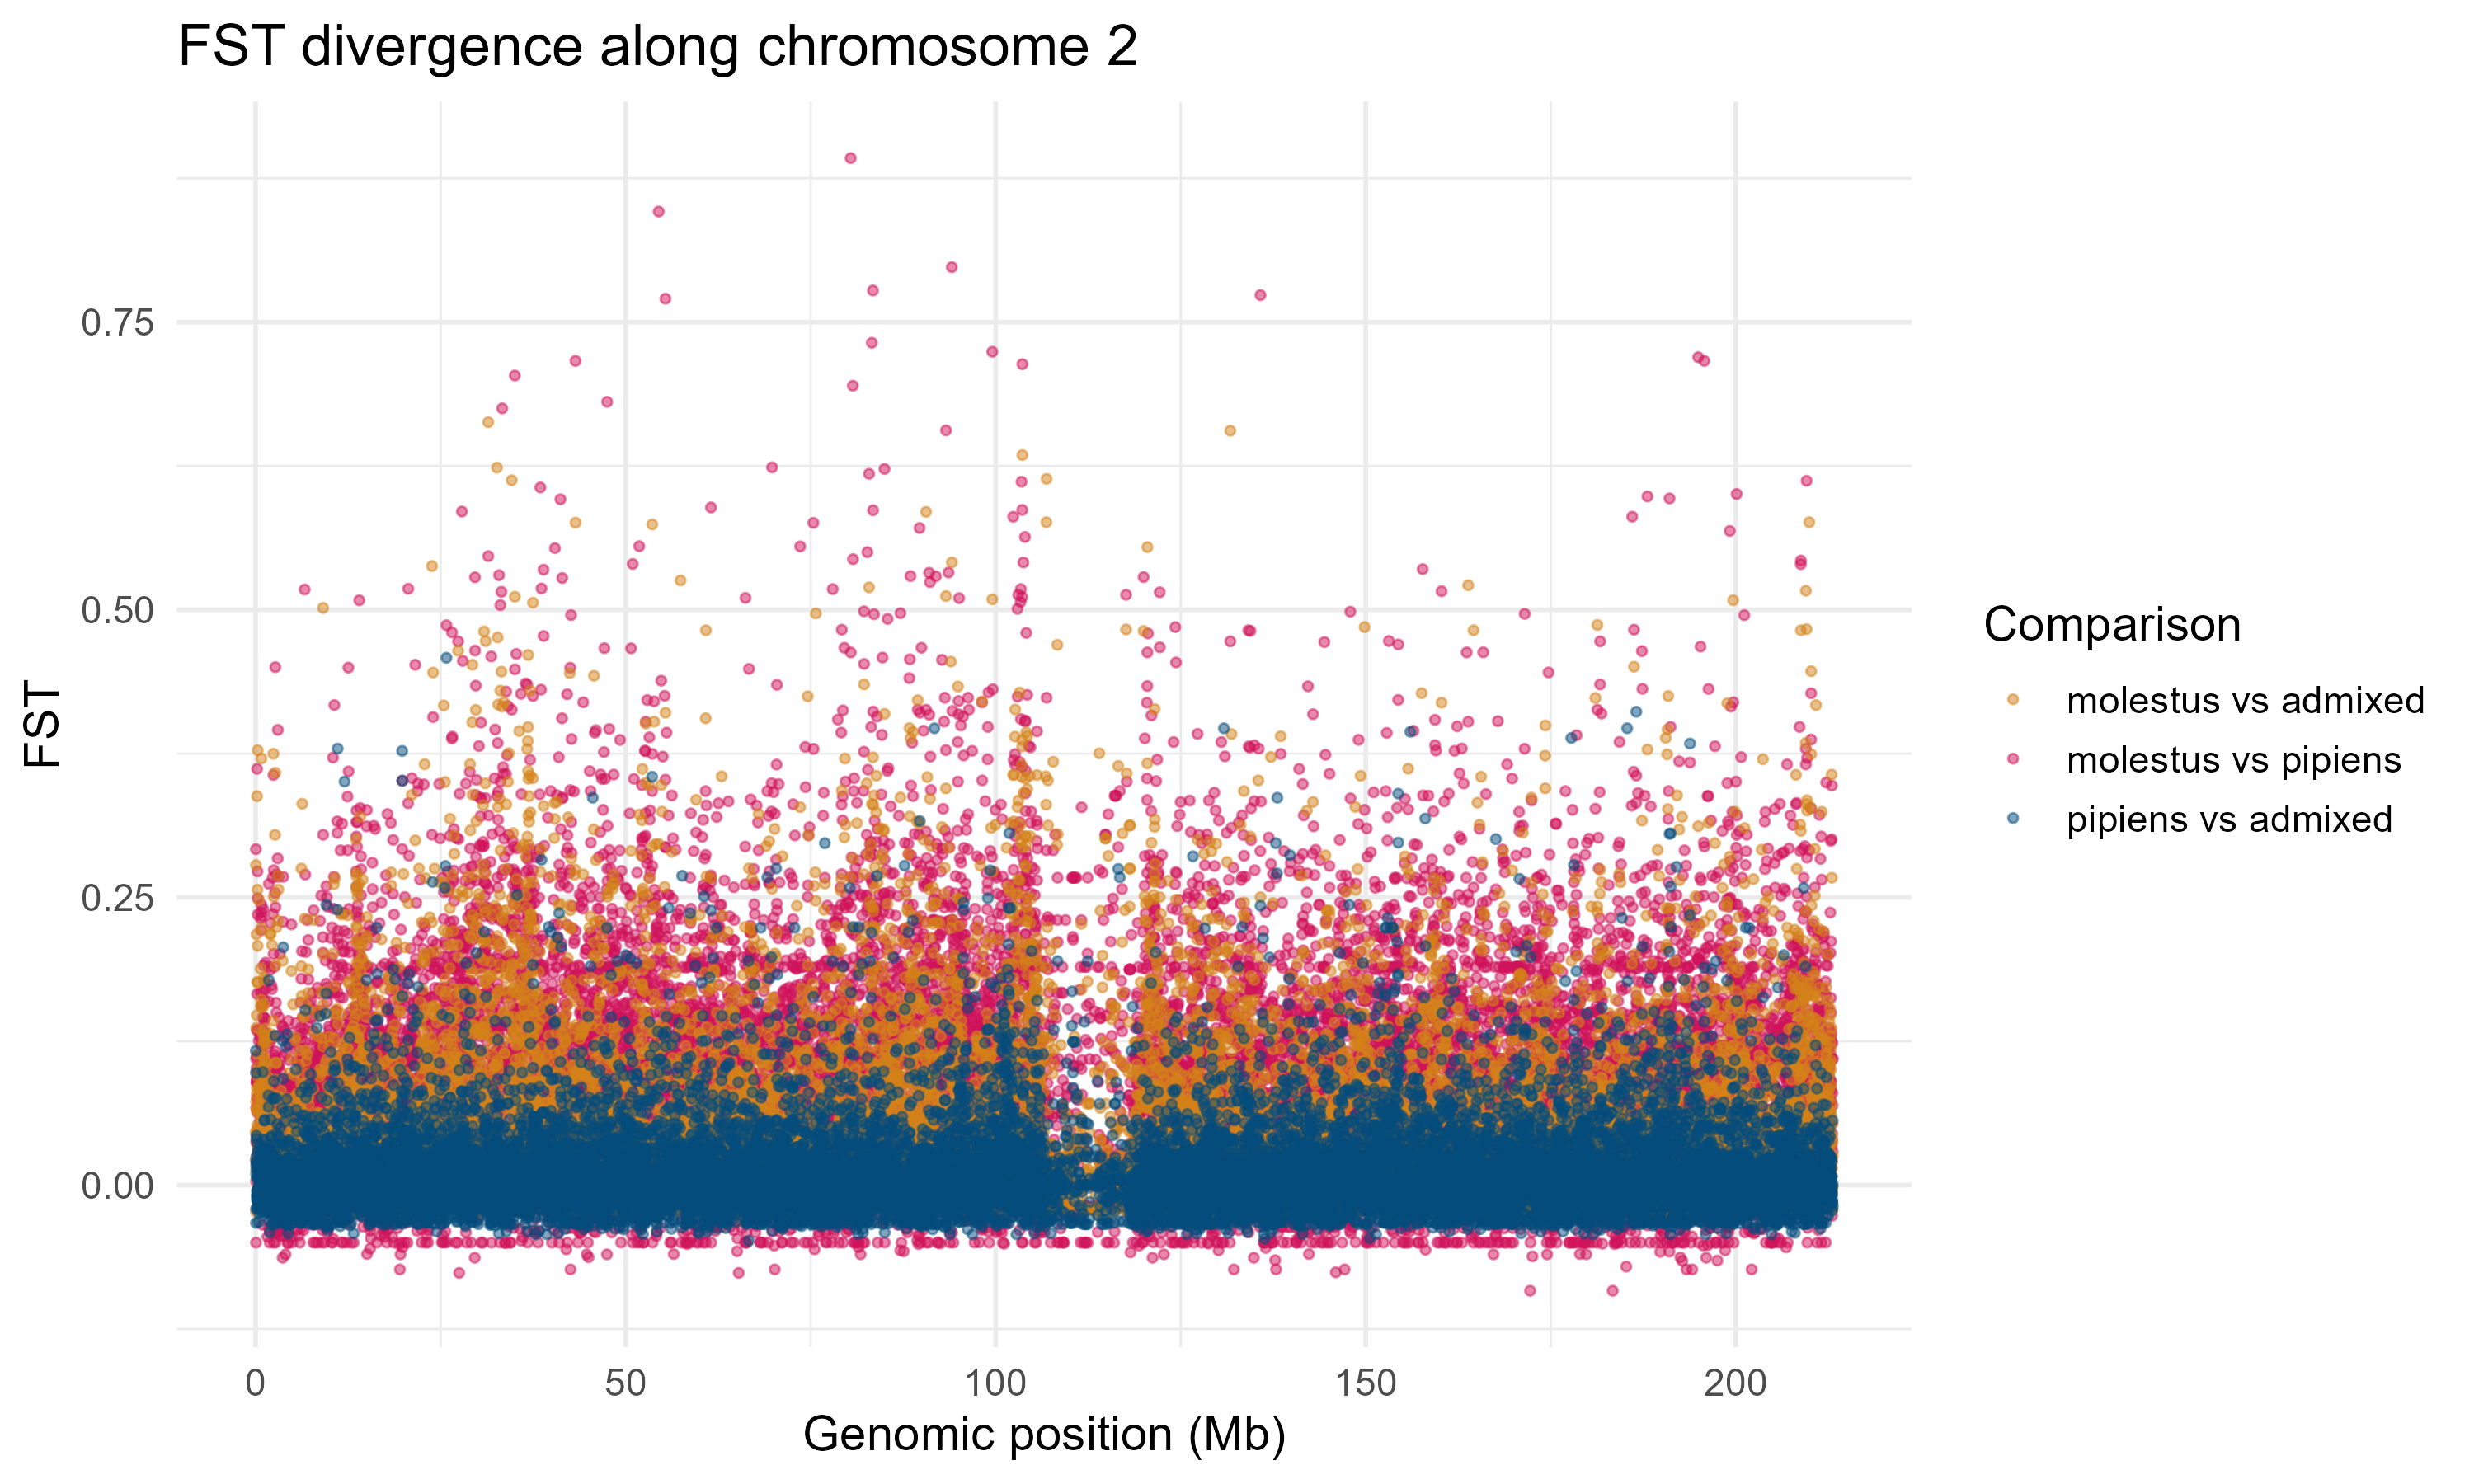 FST divergence along chromosome 2
FST
0.75
0.50
0.25
0.00
0
50
100
150
200
Genomic position (Mb)
Comparison
molestus vs admixed
molestus vs pipiens
pipiens vs admixed